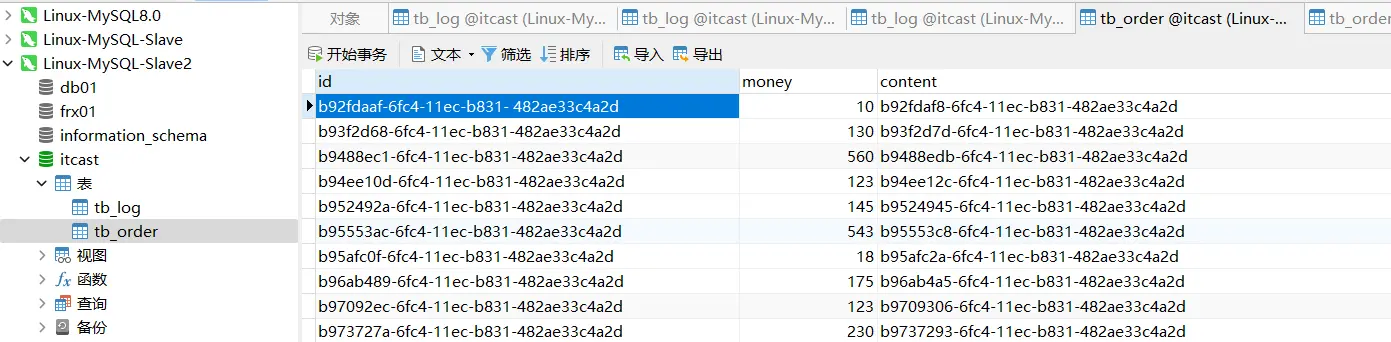 Linux-MySQL8.0
Linux-MySQL-Slave
Linux-MySQL-Slave2
db01
frx01
information_schema
itcast
表
tb_log
tb_order
视图
函数
查询
备份
对象 tb_log @itcast (Linux-My... tb_log @itcast (Linux-My... tb_log @itcast (Linux-My... tb_order @itcast (Linux-... tb_orde
开始事务 文本 筛选 排序 导入 导出
id money content
b92fdaaf-6fc4-11ec-b831- 482ae33c4a2d 10 b92fdaf8-6fc4-11ec-b831-482ae33c4a2d
b93f2d68-6fc4-11ec-b831-482ae33c4a2d 130 b93f2d7d-6fc4-11ec-b831-482ae33c4a2d
b9488ec1-6fc4-11ec-b831-482ae33c4a2d 560 b9488edb-6fc4-11ec-b831-482ae33c4a2d
b94ee10d-6fc4-11ec-b831-482ae33c4a2d 123 b94ee12c-6fc4-11ec-b831-482ae33c4a2d
b952492a-6fc4-11ec-b831-482ae33c4a2d 145 b9524945-6fc4-11ec-b831-482ae33c4a2d
b95553ac-6fc4-11ec-b831-482ae33c4a2d 543 b95553c8-6fc4-11ec-b831-482ae33c4a2d
b95afc0f-6fc4-11ec-b831-482ae33c4a2d 18 b95afc2a-6fc4-11ec-b831-482ae33c4a2d
b96ab489-6fc4-11ec-b831-482ae33c4a2d 175 b96ab4a5-6fc4-11ec-b831-482ae33c4a2d
b97092ec-6fc4-11ec-b831-482ae33c4a2d 123 b9709306-6fc4-11ec-b831-482ae33c4a2d
b973727a-6fc4-11ec-b831-482ae33c4a2d 230 b9737293-6fc4-11ec-b831-482ae33c4a2d